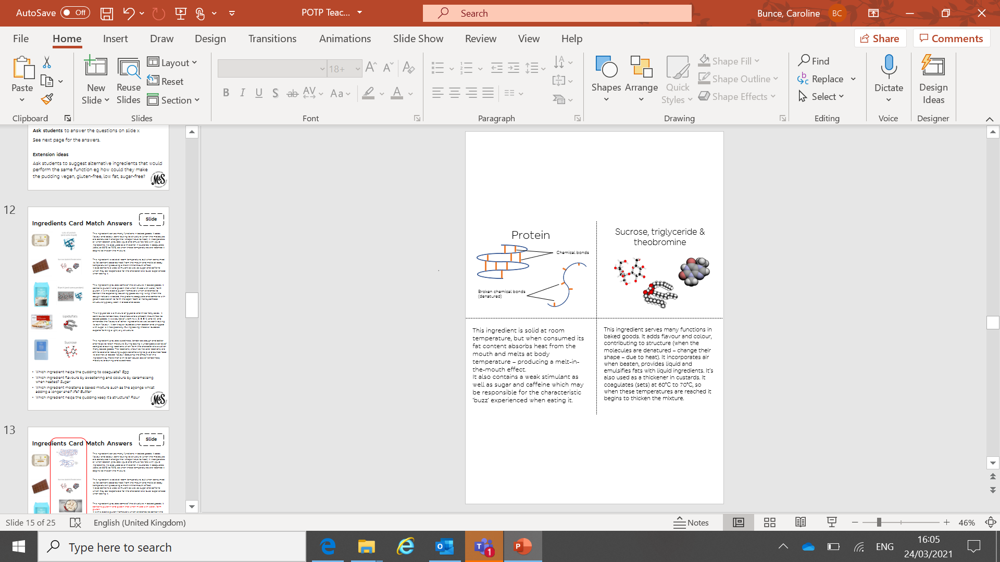 AutoSave Off
POTP Teac...
Search
Bunce, Caroline BC
File Home Insert Draw Design Transitions Animations Slide Show Review View Help
Share Comments
Paste
New Slide
Reuse Slides
Layout
Reset
Section
18+
Shapes Arrange Quick Styles
Shape Fill
Shape Outline
Shape Effects
Find
Replace
Select
Dictate
Design Ideas
Clipboard Slides Font Paragraph Drawing Editing Voice Designer
Ask students to answer the questions on slide x
See next page for the answers.
Extension ideas
Ask students to suggest alternative ingredients that would
perform the same function eg how could they make
the pudding vegan, gluten-free, low fat, sugar-free?
M&S
12
Slide
Ingredients Card Match Answers
Lipids/fats
Sucrose
• Which ingredient helps the pudding to coagulate? Egg
• Which ingredient flavours by sweetening and colours by caramelising
when heated? Sugar
• Which ingredient moistens a baked mixture such as the sponge whilst
adding a longer shelf life? Butter
• Which ingredient helps the pudding keep it's structure? Flour
M&S
13
Slide
Ingredients Card Match Answers
Protein
Chemical bonds
Broken chemical bonds
(denatured)
Sucrose, triglyceride &
theobromine
This ingredient is solid at room
temperature, but when consumed its
fat content absorbs heat from the
mouth and melts at body
temperature – producing a melt-in-
the-mouth effect.
It also contains a weak stimulant as
well as sugar and caffeine which may
be responsible for the characteristic
'buzz' experienced when eating it.
This ingredient serves many functions in
baked goods. It adds flavour and colour,
contributing to structure (when the
molecules are denatured – change their
shape – due to heat). It incorporates air
when beaten, provides liquid and
emulsifies fats with liquid ingredients. It's
also used as a thickener in custards. It
coagulates (sets) at 60°C to 70°C, so
when these temperatures are reached it
begins to thicken the mixture.
Slide 15 of 25 English (United Kingdom)
Notes
46%
Type here to search
1
ENG
16:05
24/03/2021